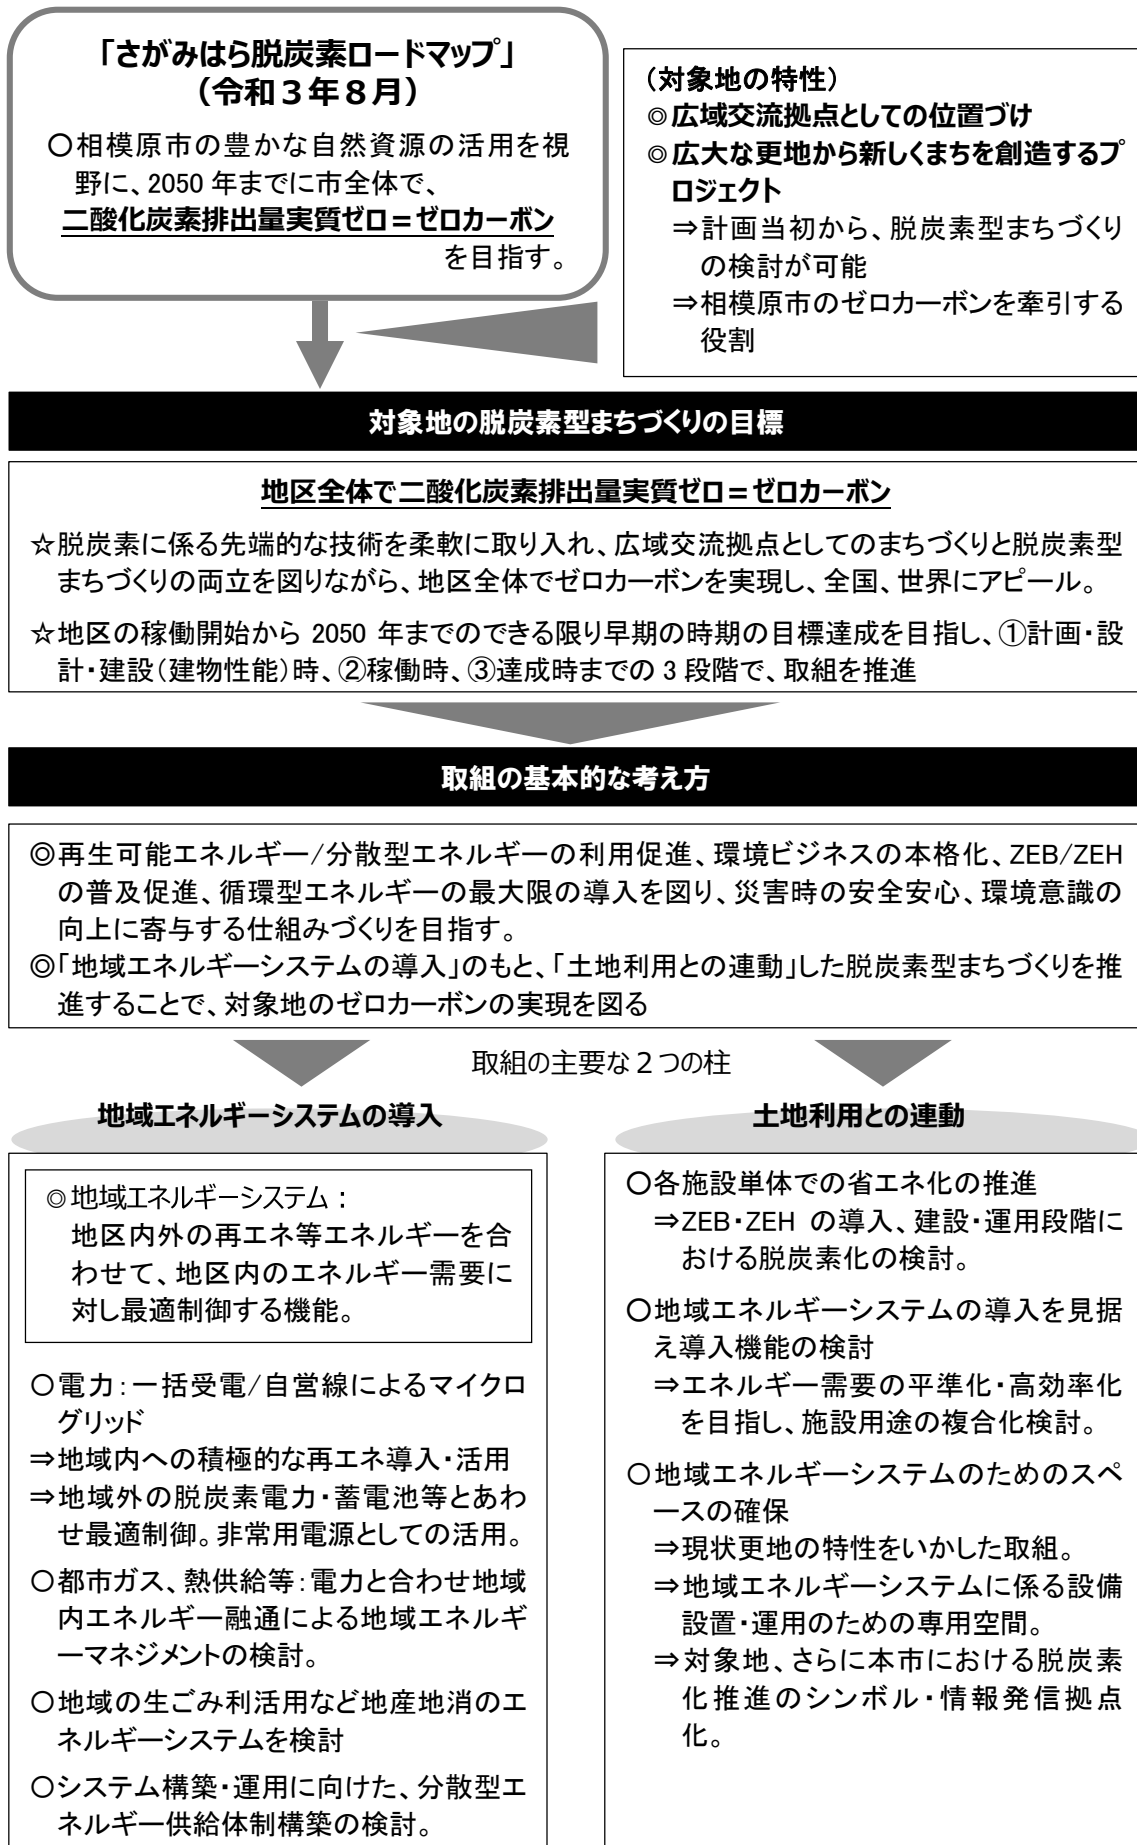 「さがみはら脱炭素ロードマップ」
（令和３年８月）
〇相模原市の豊かな自然資源の活用を視
野に、2050 年までに市全体で、
二酸化炭素排出量実質ゼロ＝ゼロカーボン
を目指す。
（対象地の特性）
◎広域交流拠点としての位置づけ
◎広大な更地から新しくまちを創造するプ
ロジェクト
⇒計画当初から、脱炭素型まちづくり
の検討が可能
⇒相模原市のゼロカーボンを牽引する
役割
対象地の脱炭素型まちづくりの目標
地区全体で二酸化炭素排出量実質ゼロ＝ゼロカーボン
☆脱炭素に係る先端的な技術を柔軟に取り入れ、広域交流拠点としてのまちづくりと脱炭素型
まちづくりの両立を図りながら、地区全体でゼロカーボンを実現し、全国、世界にアピール。
☆地区の稼働開始から 2050 年までのできる限り早期の時期の目標達成を目指し、①計画・設
計・建設（建物性能）時、②稼働時、③達成時までの 3 段階で、取組を推進
取組の基本的な考え方
◎再生可能エネルギー/分散型エネルギーの利用促進、環境ビジネスの本格化、ZEB/ZEH
の普及促進、循環型エネルギーの最大限の導入を図り、災害時の安全安心、環境意識の
向上に寄与する仕組みづくりを目指す。
◎「地域エネルギーシステムの導入」のもと、「土地利用との連動」した脱炭素型まちづくりを推
進することで、対象地のゼロカーボンの実現を図る
取組の主要な２つの柱
地域エネルギーシステムの導入
◎地域エネルギーシステム：
地区内外の再エネ等エネルギーを合
わせて、地区内のエネルギー需要に
対し最適制御する機能。
〇電力：一括受電/自営線によるマイクロ
グリッド
⇒地域内への積極的な再エネ導入・活用
⇒地域外の脱炭素電力・蓄電池等とあわ
せ最適制御。非常用電源としての活用。
〇都市ガス、熱供給等：電力と合わせ地域
内エネルギー融通による地域エネルギ
ーマネジメントの検討。
〇地域の生ごみ利活用など地産地消のエ
ネルギーシステムを検討
〇システム構築・運用に向けた、分散型エ
ネルギー供給体制構築の検討。
土地利用との連動
〇各施設単体での省エネ化の推進
⇒ZEB・ZEH の導入、建設・運用段階に
おける脱炭素化の検討。
〇地域エネルギーシステムの導入を見据
え導入機能の検討
⇒エネルギー需要の平準化・高効率化
を目指し、施設用途の複合化検討。
〇地域エネルギーシステムのためのスペ
ースの確保
⇒現状更地の特性をいかした取組。
⇒地域エネルギーシステムに係る設備
設置・運用のための専用空間。
⇒対象地、さらに本市における脱炭素
化推進のシンボル・情報発信拠点
化。